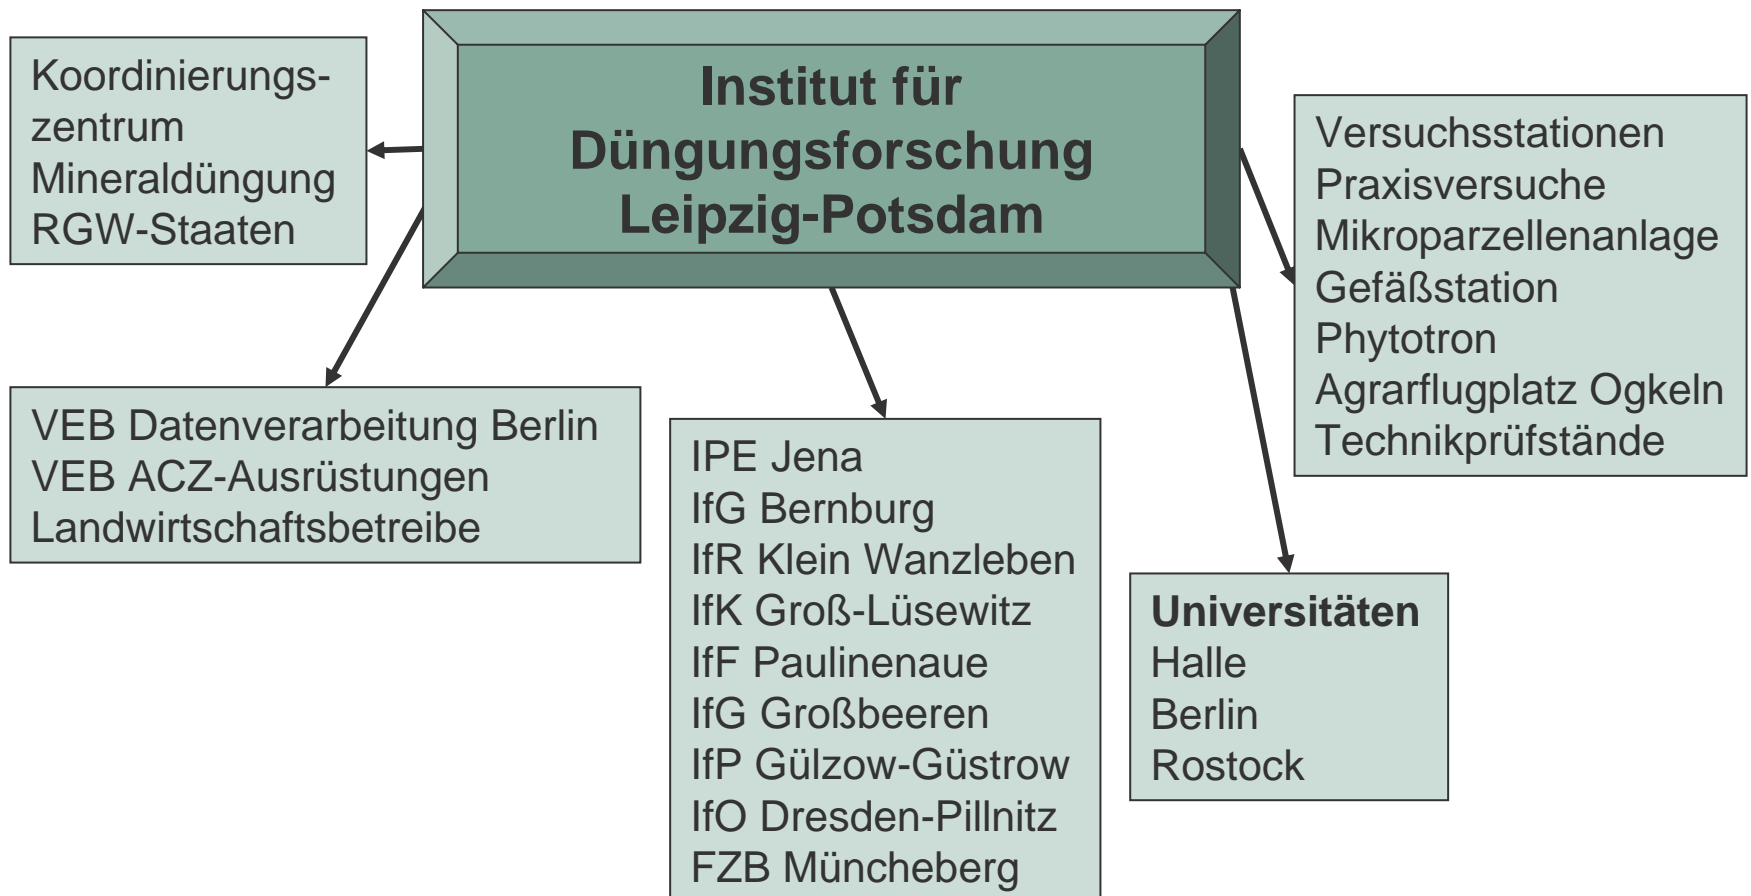 Institut für
Düngungsforschung
Leipzig-Potsdam
Koordinierungs-
zentrum
Mineraldüngung
RGW-Staaten
Versuchsstationen
Praxisversuche
Mikroparzellenanlage
Gefäßstation
Phytotron
Agrarflugplatz Ogkeln
Technikprüfstände
VEB Datenverarbeitung Berlin
VEB ACZ-Ausrüstungen
Landwirtschaftsbetreibe
IPE Jena
IfG Bernburg
IfR Klein Wanzleben
IfK Groß-Lüsewitz
IfF Paulinenaue
IfG Großbeeren
IfP Gülzow-Güstrow
IfO Dresden-Pillnitz
FZB Müncheberg
Universitäten
Halle
Berlin
Rostock